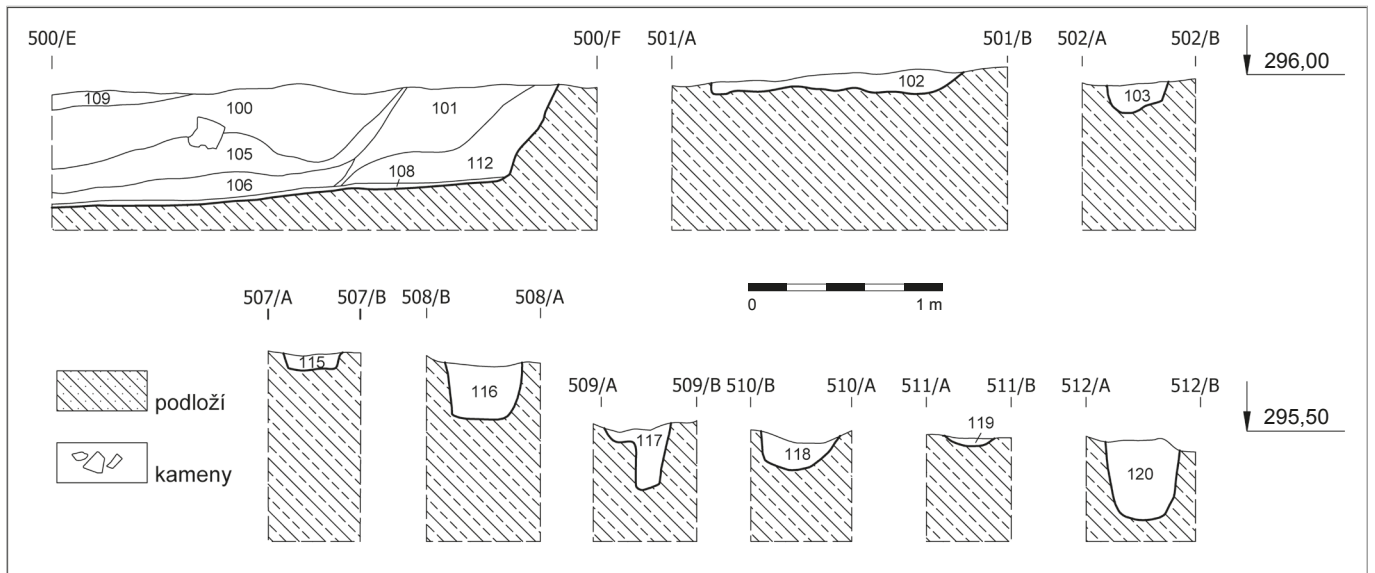 500/E 500/F 501/A 501/B 502/A 502/B
296,00
109 100 101 102 103
105
106 108 112
0 1 m
507/A 507/B 508/B 508/A
115 116
509/A 509/B 510/B 510/A 511/A 511/B 512/A 512/B
295,50
podloží
117 118 119 120
kameny